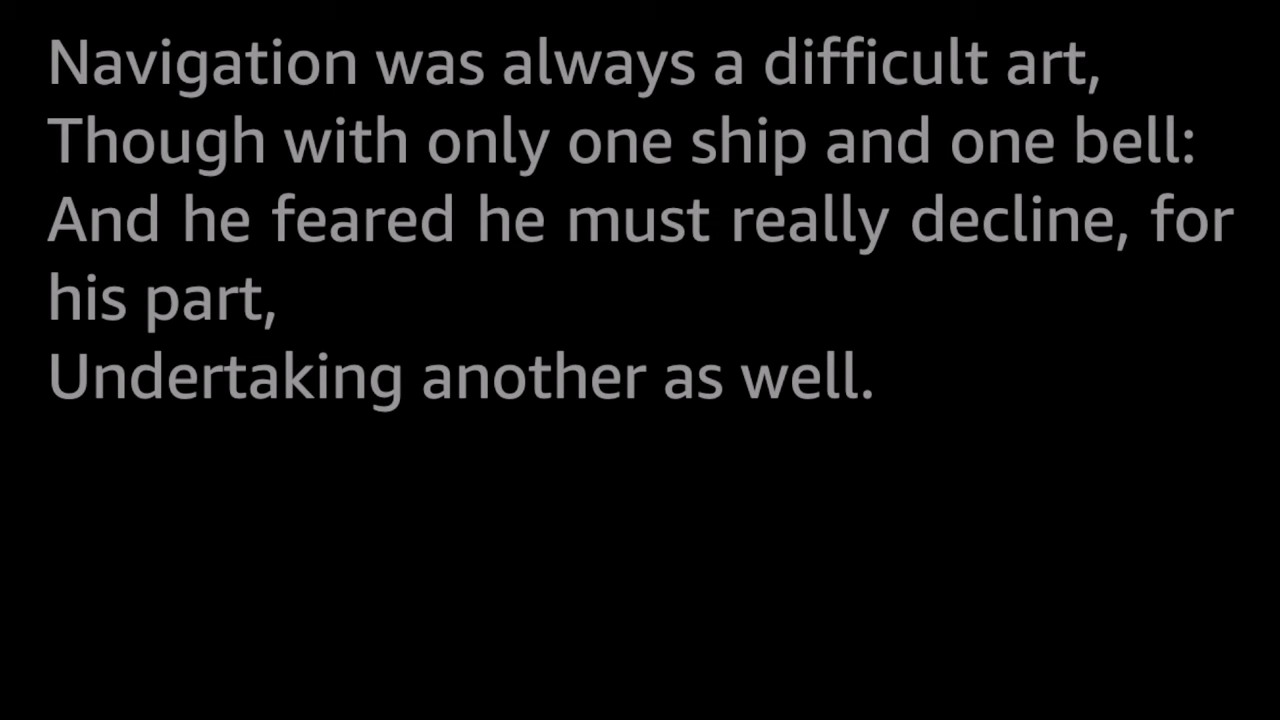 Navigation was always a difficult art,
Though with only one ship and one bell:
And he feared he must really decline, for
his part,
Undertaking another as well.